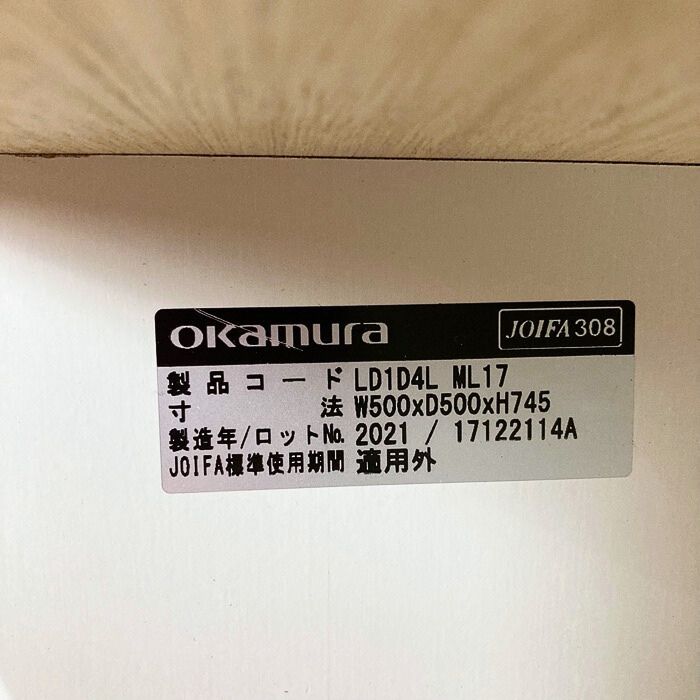 okamura
JOIFA308
製品コード LD1D4L ML17
寸法 W500xD500xH745
製造年/ロットNo. 2021 / 17122114A
JOIFA標準使用期間 適用外